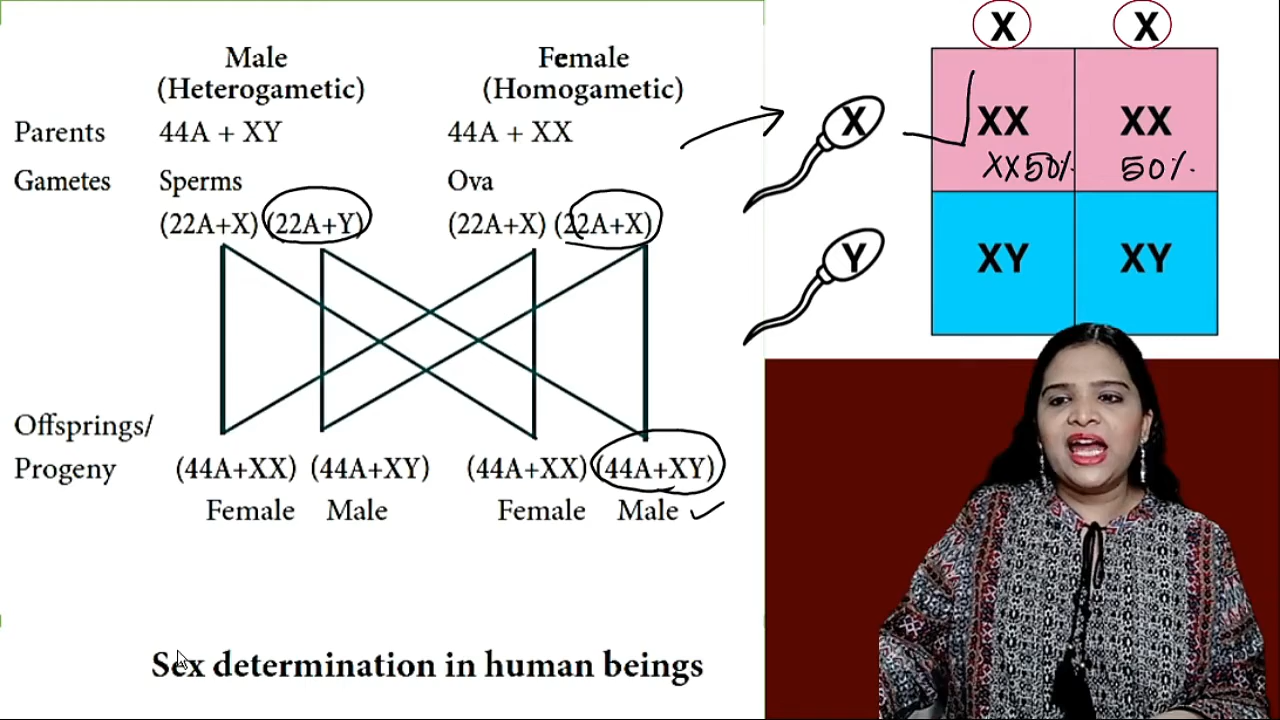 Male Female
(Heterogametic) (Homogametic)
Parents 44A + XY 44A + XX
Gametes Sperms Ova
(22A+X) (22A+Y) (22A+X) (22A+X)
Offsprings/
Progeny (44A+XX) (44A+XY) (44A+XX) (44A+XY)
Female Male Female Male
Sex determination in human beings
X X
X XX XX
XX50% 50%
Y XY XY